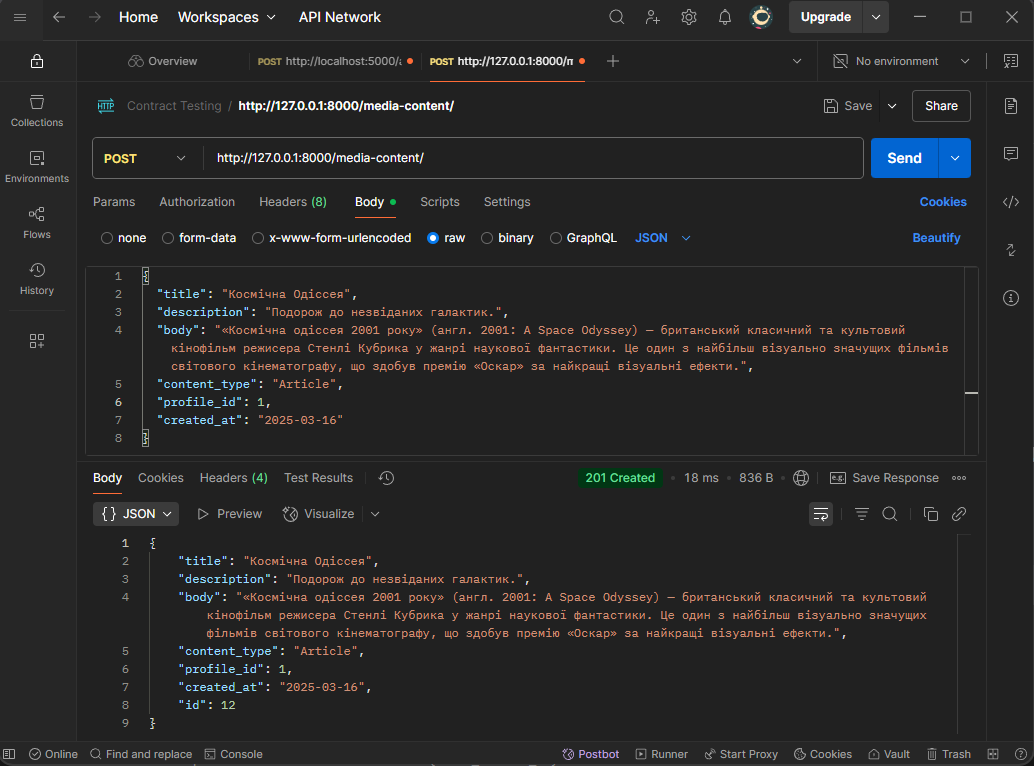 Home Workspaces API Network Upgrade
Overview POST http://localhost:5000/ POST http://127.0.0.1:8000/m No environment
HTTP Contract Testing / http://127.0.0.1:8000/media-content/ Save Share
Collections
Environments
Flows
History
POST http://127.0.0.1:8000/media-content/ Send
Params Authorization Headers (8) Body Scripts Settings Cookies
none form-data x-www-form-urlencoded raw binary GraphQL JSON Beautify
1 {
2 "title": "Космічна Одіссея",
3 "description": "Подорож до незвіданих галактик.",
4 "body": "«Космічна одіссея 2001 року» (англ. 2001: A Space Odyssey) — британський класичний та культовий
кінофільм режисера Стенлі Кубрика у жанрі наукової фантастики. Це один з найбільш візуально значущих фільмів
світового кінематографу, що здобув премію «Оскар» за найкращі візуальні ефекти.",
5 "content_type": "Article",
6 "profile_id": 1,
7 "created_at": "2025-03-16"
8 }
Body Cookies Headers (4) Test Results 201 Created 18 ms 836 B e.g. Save Response
{} JSON Preview Visualize
1 {
2 "title": "Космічна Одіссея",
3 "description": "Подорож до незвіданих галактик.",
4 "body": "«Космічна одіссея 2001 року» (англ. 2001: A Space Odyssey) — британський класичний та культовий
кінофільм режисера Стенлі Кубрика у жанрі наукової фантастики. Це один з найбільш візуально значущих
фільмів світового кінематографу, що здобув премію «Оскар» за найкращі візуальні ефекти.",
5 "content_type": "Article",
6 "profile_id": 1,
7 "created_at": "2025-03-16",
8 "id": 12
9 }
Online Find and replace Console Postbot Runner Start Proxy Cookies Vault Trash